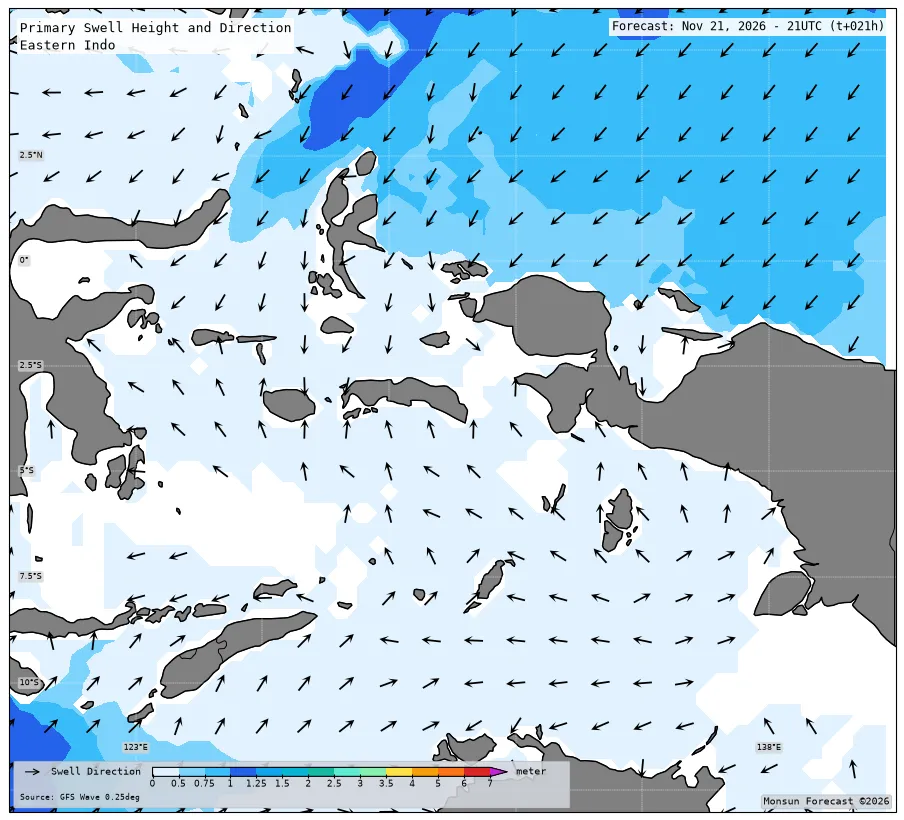 Primary Swell Height and Direction
Eastern Indo
Forecast: Nov 21, 2026 - 21UTC (t+021h)
2.5°N
0°
2.5°S
5°S
7.5°S
10°S
123°E
138°E
Swell Direction
0 0.5 0.75 1 1.25 1.5 2 2.5 3 3.5 4 5 6 7
meter
Source: GFS Wave 0.25deg
Monsun Forecast ©2026